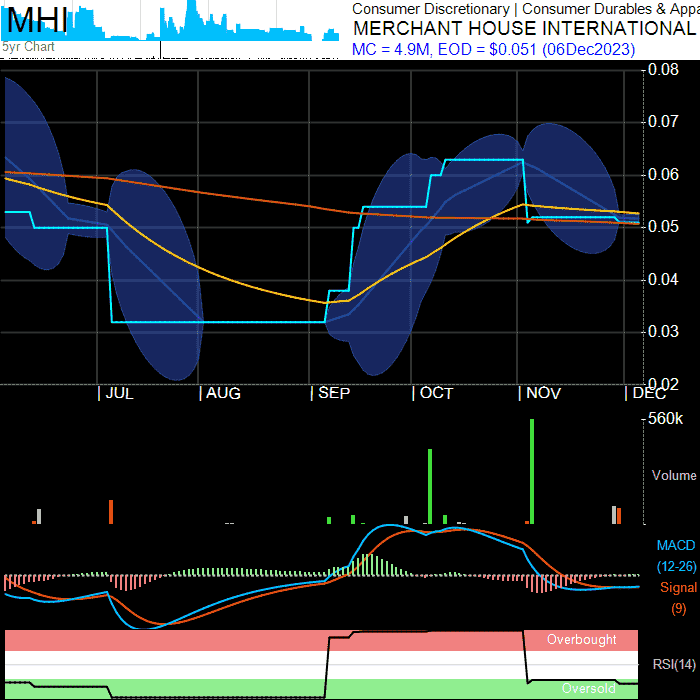 MHI
5yr Chart
Consumer Discretionary | Consumer Durables & Appa
MERCHANT HOUSE INTERNATIONAL
MC = 4.9M, EOD = $0.051 (06Dec2023)
0.08
0.07
0.06
0.05
0.04
0.03
0.02
| JUL | AUG | SEP | OCT | NOV | DEC
560k
Volume
MACD
(12-26)
Signal
(9)
Overbought
RSI(14)
Oversold